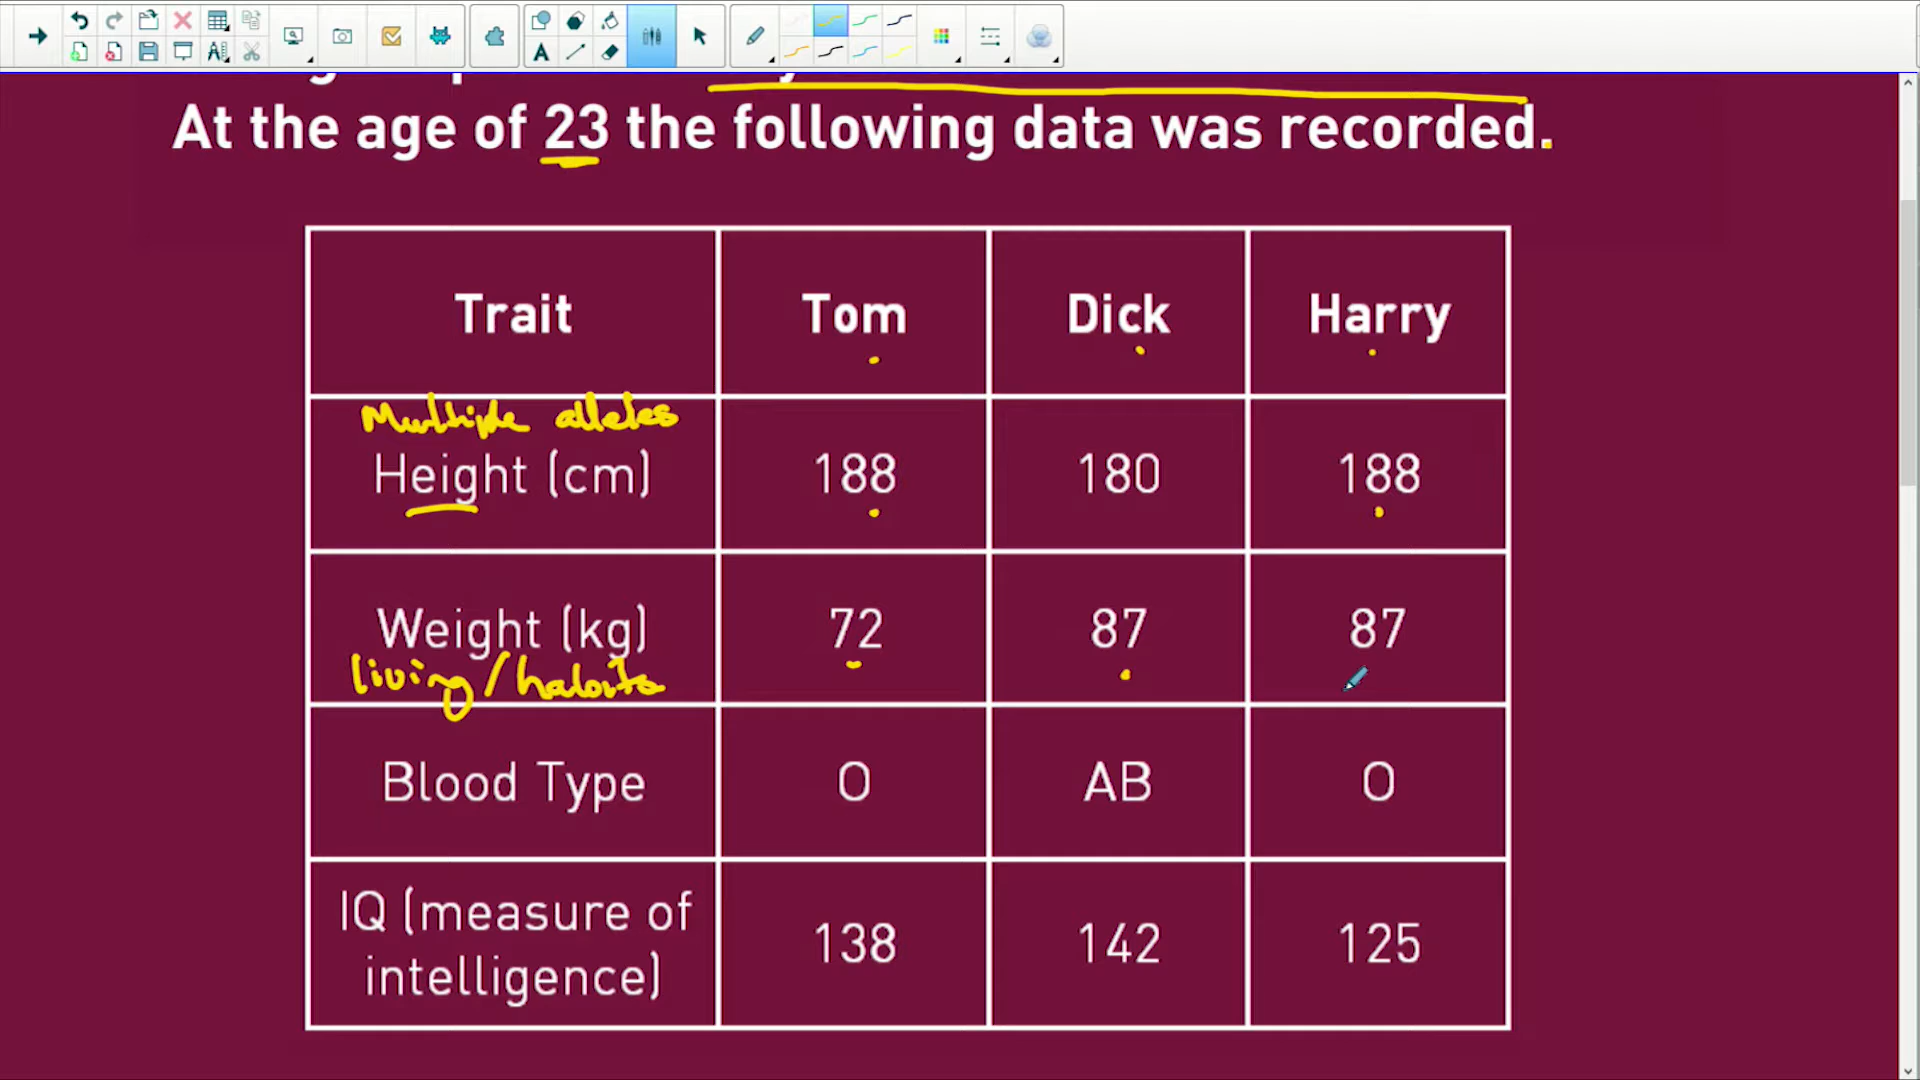 At the age of 23 the following data was recorded.
Trait Tom Dick Harry
Multiple alleles
Height (cm) 188 180 188
Weight (kg) 72 87 87
living/habits
Blood Type O AB O
IQ (measure of intelligence) 138 142 125